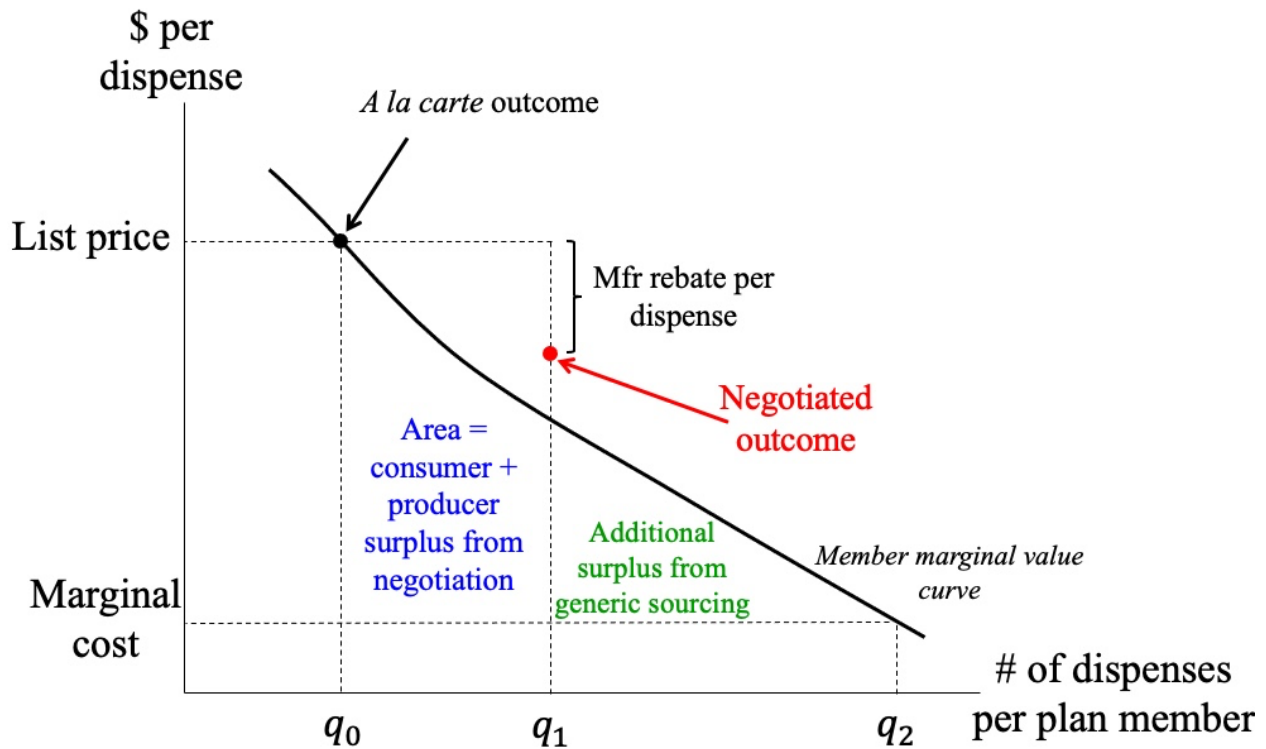 $ per
dispense
A la carte outcome
List price
Mfr rebate per
dispense
Negotiated
outcome
Area =
consumer +
producer
surplus from
negotiation
Additional
surplus from
generic sourcing
Member marginal value
curve
Marginal
cost
# of dispenses
per plan member
q₀
q₁
q₂